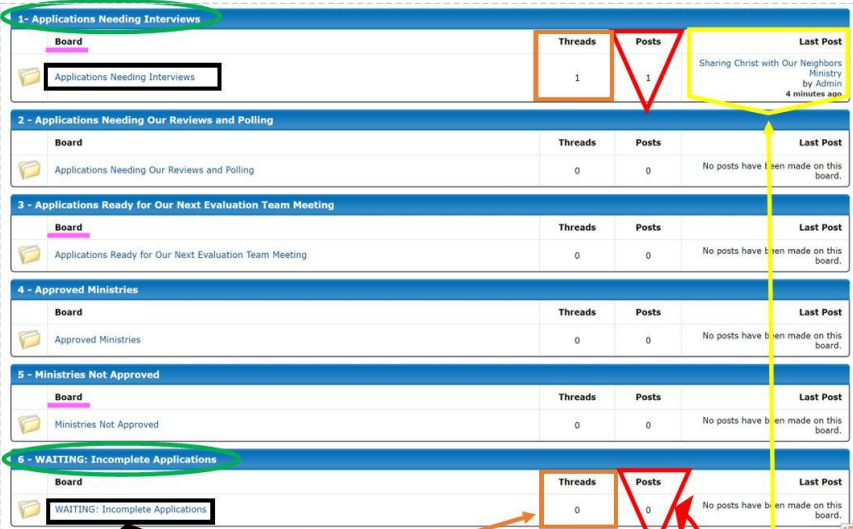 1- Applications Needing Interviews
Board Threads Posts Last Post
Applications Needing Interviews 1 1 Sharing Christ with Our Neighbors
Ministry
by Admin
4 minutes ago
2 - Applications Needing Our Reviews and Polling
Board Threads Posts Last Post
Applications Needing Our Reviews and Polling 0 0 No posts have been made on this
board.
3 - Applications Ready for Our Next Evaluation Team Meeting
Board Threads Posts Last Post
Applications Ready for Our Next Evaluation Team Meeting 0 0 No posts have been made on this
board.
4 - Approved Ministries
Board Threads Posts Last Post
Approved Ministries 0 0 No posts have been made on this
board.
5 - Ministries Not Approved
Board Threads Posts Last Post
Ministries Not Approved 0 0 No posts have been made on this
board.
6 - WAITING: Incomplete Applications
Board Threads Posts Last Post
WAITING: Incomplete Applications 0 0 No posts have been made on this
board.